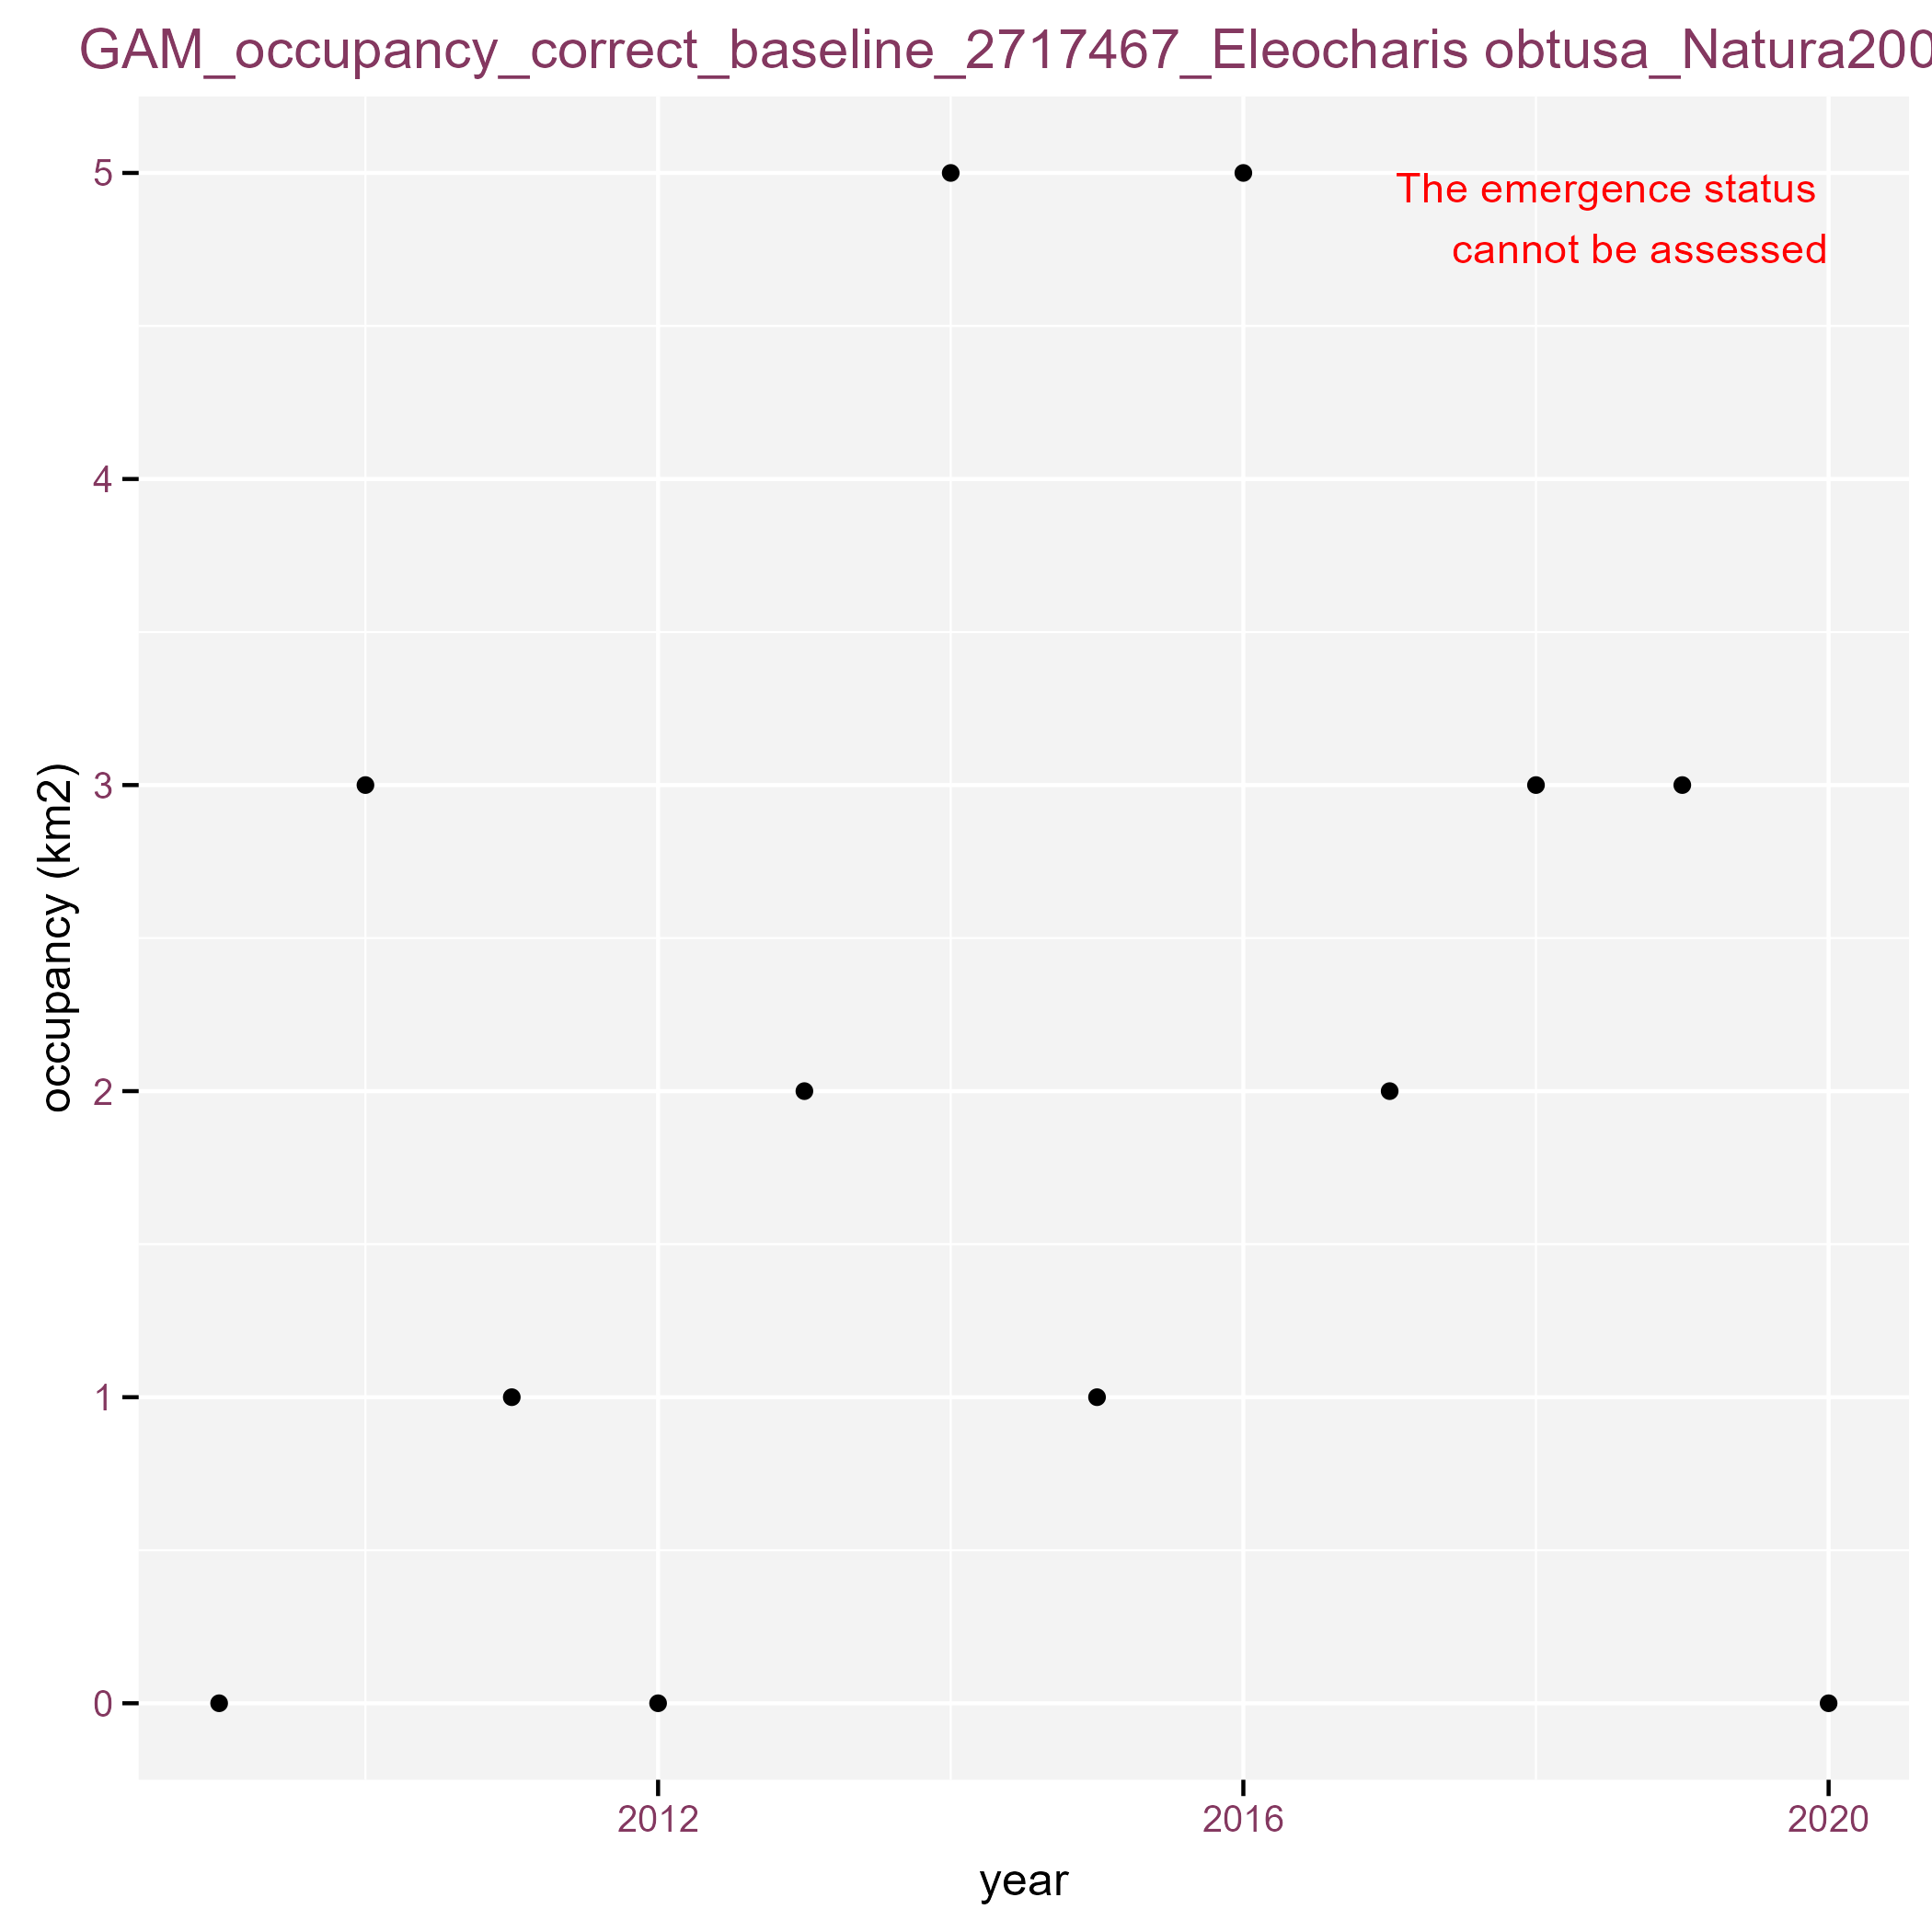 GAM_occupancy_correct_baseline_2717467_Eleocharis obtusa_Natura200
The emergence status
cannot be assessed
5
4
3
2
1
0
occupancy (km2)
2012 2016 2020
year